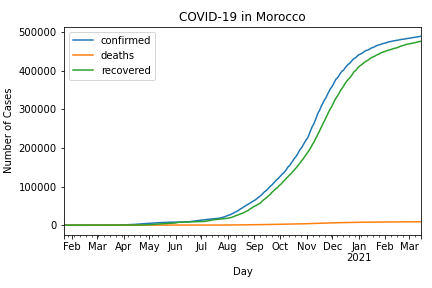 COVID-19 in Morocco
confirmed
deaths
recovered
500000
400000
300000
200000
100000
0
Number of Cases
Feb Mar Apr May Jun Jul Aug Sep Oct Nov Dec Jan Feb Mar
2021
Day